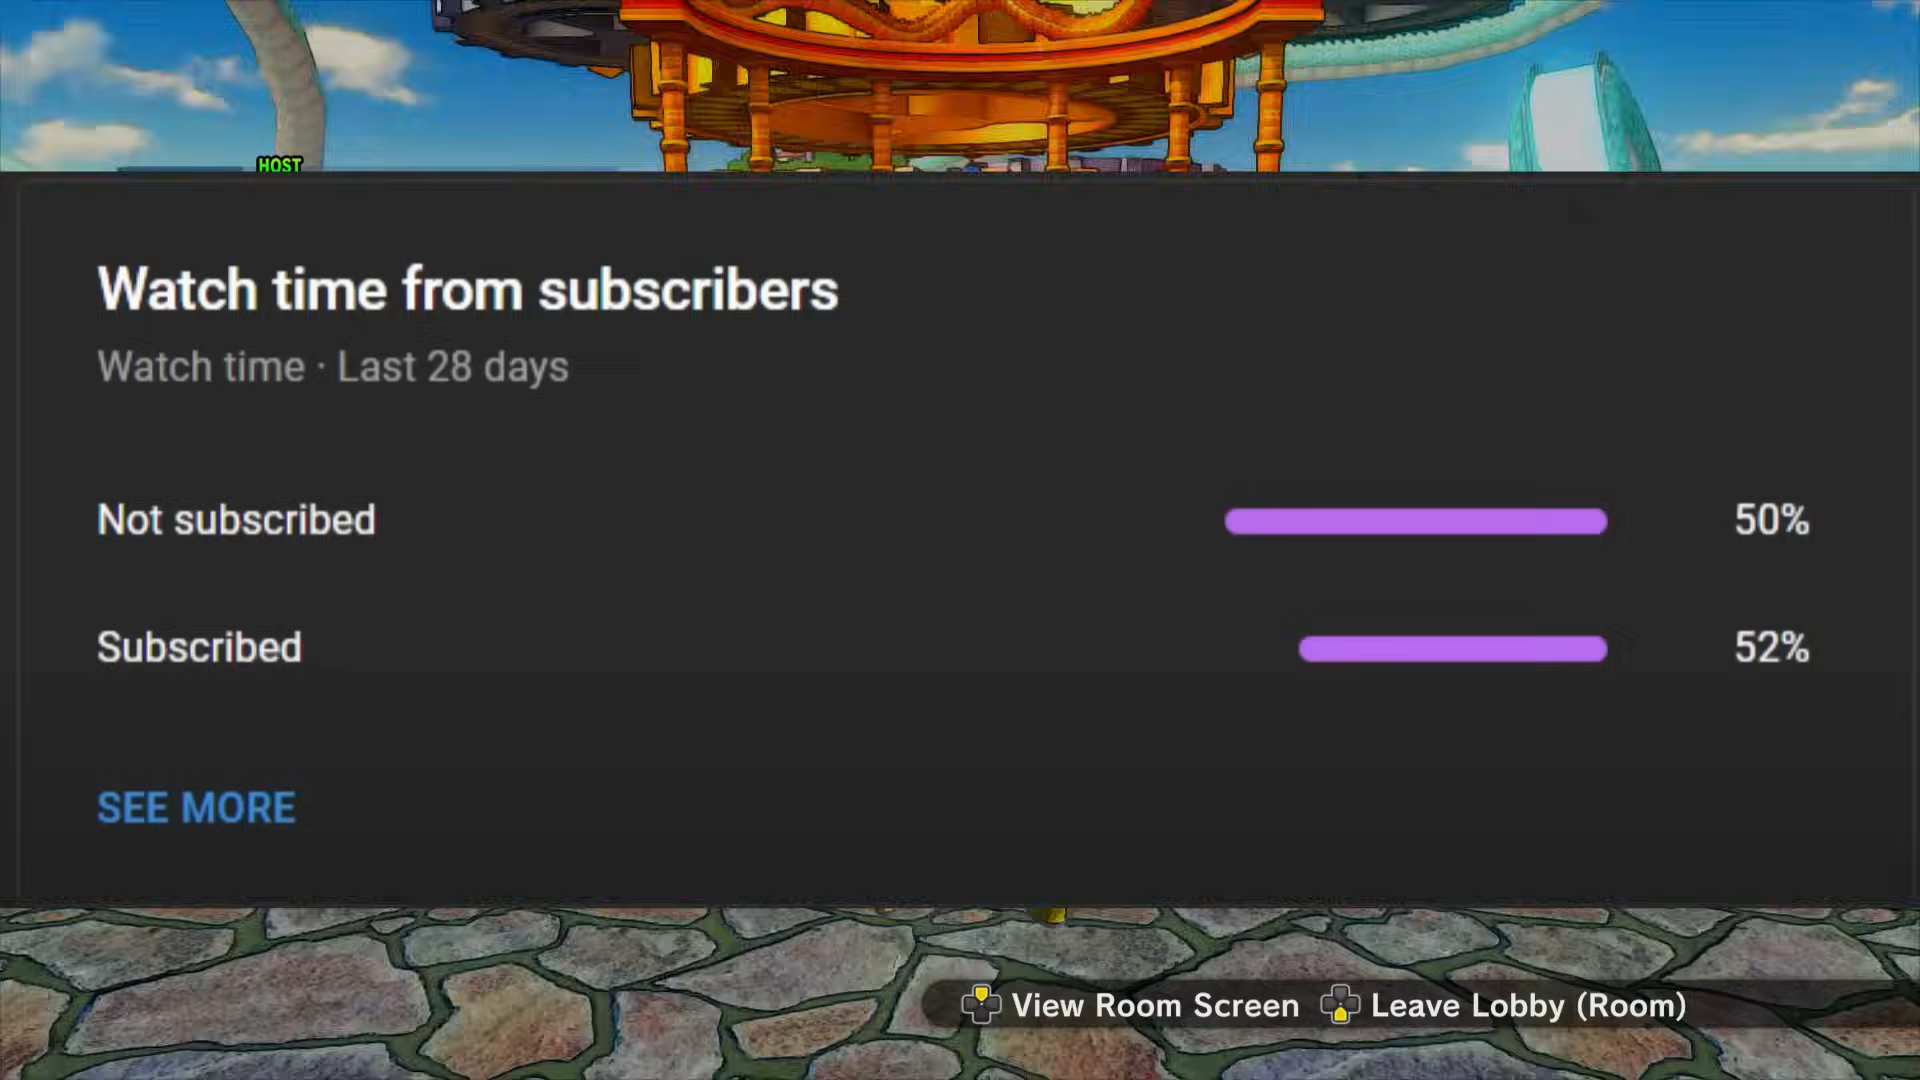 HOST
Watch time from subscribers
Watch time · Last 28 days
Not subscribed 50%
Subscribed 52%
SEE MORE
View Room Screen Leave Lobby (Room)